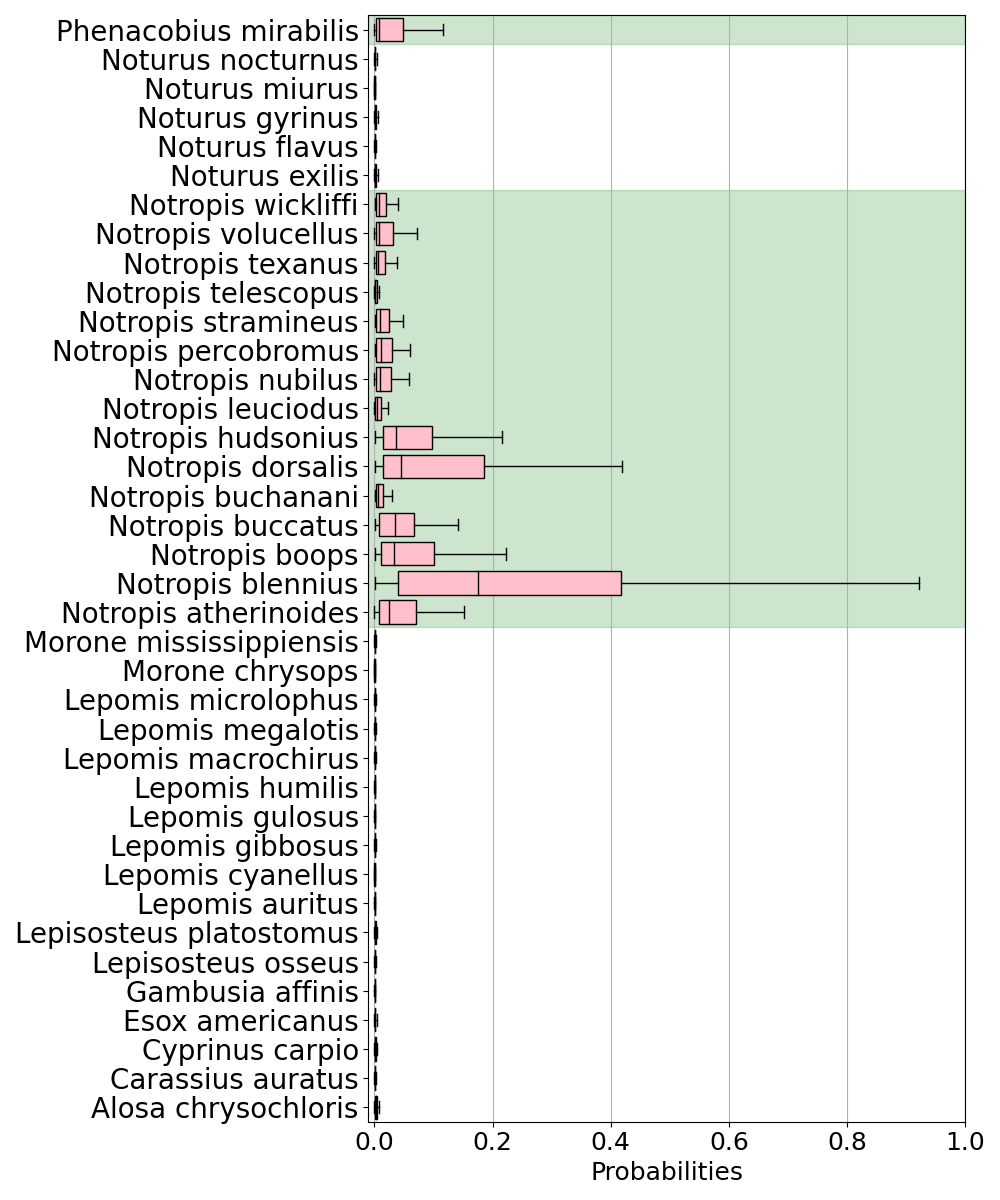 Phenacobius mirabilis
Noturus nocturnus
Noturus miurus
Noturus gyrinus
Noturus flavus
Noturus exilis
Notropis wickliffi
Notropis volucellus
Notropis texanus
Notropis telescopus
Notropis stramineus
Notropis percobromus
Notropis nubilus
Notropis leuciodus
Notropis hudsonius
Notropis dorsalis
Notropis buchanani
Notropis buccatus
Notropis boops
Notropis blennius
Notropis atherinoides
Morone mississippiensis
Morone chrysops
Lepomis microlophus
Lepomis megalotis
Lepomis macrochirus
Lepomis humilis
Lepomis gulosus
Lepomis gibbosus
Lepomis cyanellus
Lepomis auritus
Lepisosteus platostomus
Lepisosteus osseus
Gambusia affinis
Esox americanus
Cyprinus carpio
Carassius auratus
Alosa chrysochloris
0.0 0.2 0.4 0.6 0.8 1.0
Probabilities